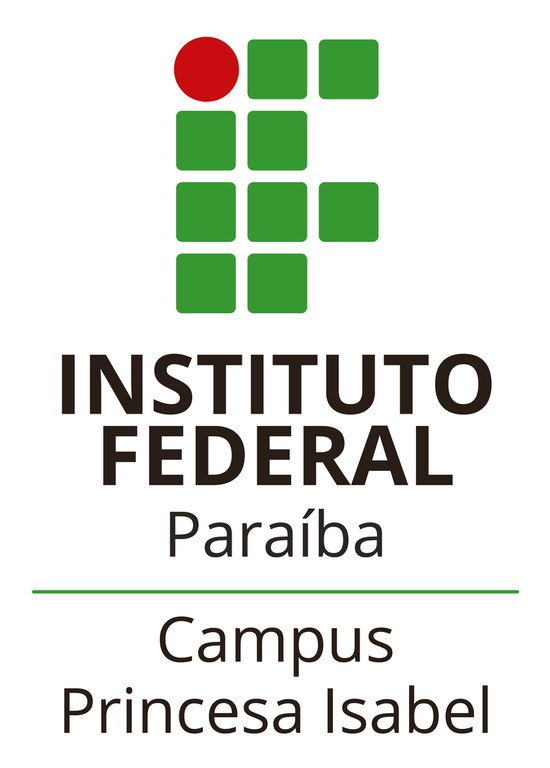 INSTITUTO
FEDERAL
Paraíba
Campus
Princesa Isabel